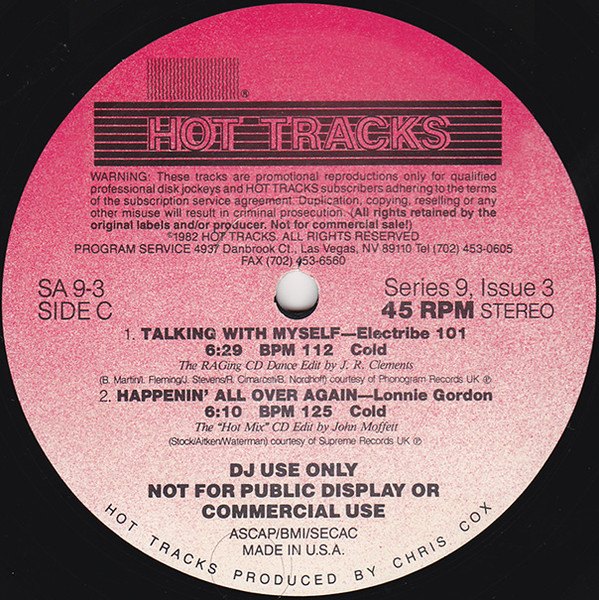 ®
HOT TRACKS
WARNING: These tracks are promotional reproductions only for qualified
professional disk jockeys and HOT TRACKS subscribers adhering to the terms
of the subscription service agreement. Duplication, copying, reselling or any
other misuse will result in criminal prosecution. (All rights retained by the
original labels and/or producer. Not for commercial sale!)
©1982 HOT TRACKS. ALL RIGHTS RESERVED
PROGRAM SERVICE 4937 Danbrook Ct., Las Vegas, NV 89110 Tel (702) 453-0605
FAX (702) 453-6560
SA 9-3
SIDE C
Series 9, Issue 3
45 RPM STEREO
1. TALKING WITH MYSELF—Electribe 101
6:29 BPM 112 Cold
The RAGing CD Dance Edit by J. R. Clements
(B. Martin/I. Fleming/J. Stevens/R. Cimarosti/B. Nordhoff) courtesy of Phonogram Records UK ℗
2. HAPPENIN' ALL OVER AGAIN—Lonnie Gordon
6:10 BPM 125 Cold
The "Hot Mix" CD Edit by John Moffett
(Stock/Aitken/Waterman) courtesy of Supreme Records UK ℗
DJ USE ONLY
NOT FOR PUBLIC DISPLAY OR
COMMERCIAL USE
ASCAP/BMI/SECAC
MADE IN U.S.A.
HOT TRACKS PRODUCED BY CHRIS COX